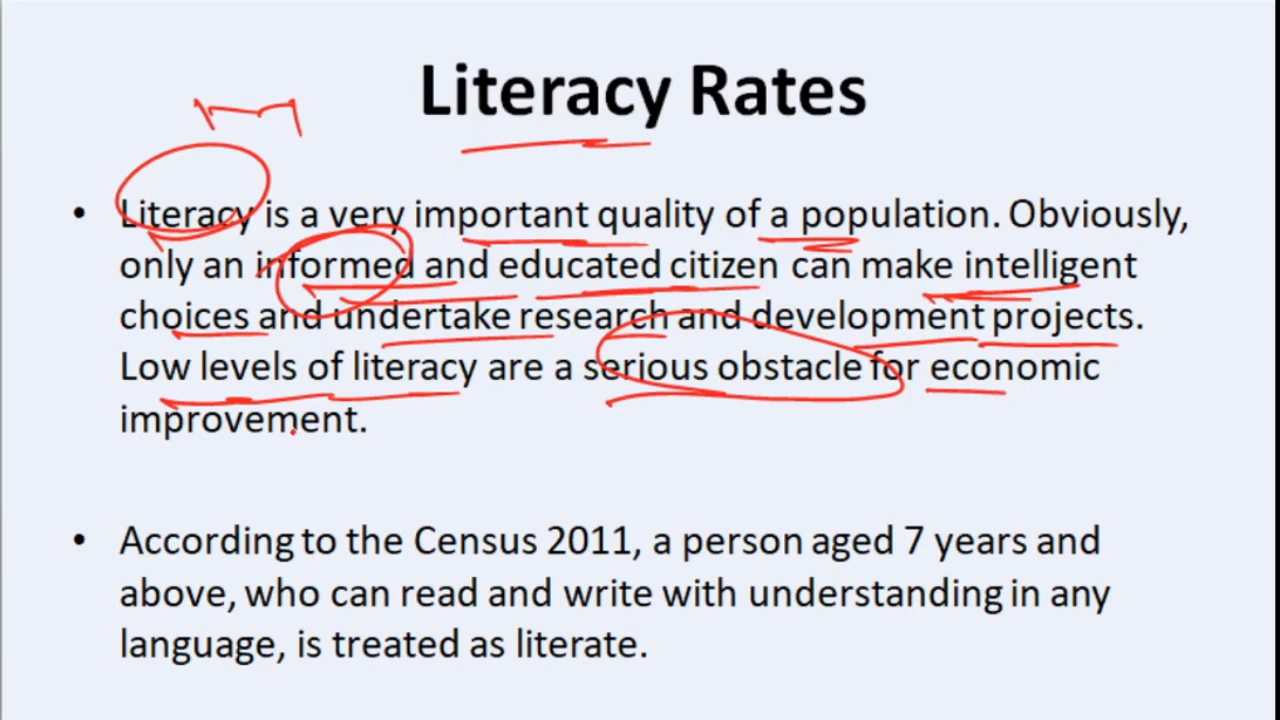 Literacy Rates
• Literacy is a very important quality of a population. Obviously,
only an informed and educated citizen can make intelligent
choices and undertake research and development projects.
Low levels of literacy are a serious obstacle for economic
improvement.
• According to the Census 2011, a person aged 7 years and
above, who can read and write with understanding in any
language, is treated as literate.